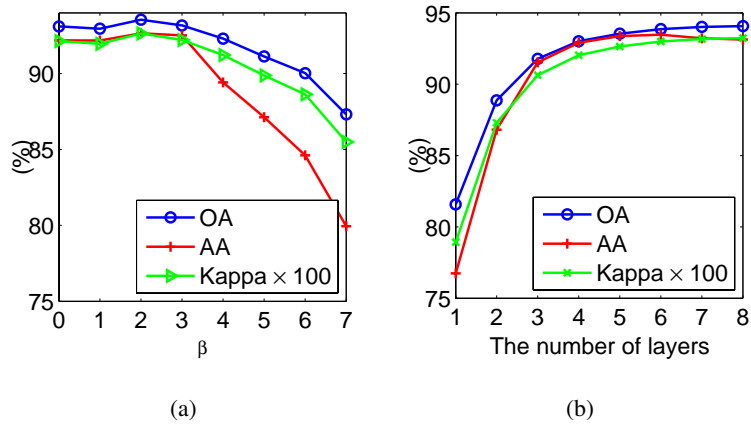 90
85
80
75
(%)
0 1 2 3 4 5 6 7
β
OA
AA
Kappa × 100
(a)
95
90
85
80
75
(%)
1 2 3 4 5 6 7 8
The number of layers
OA
AA
Kappa × 100
(b)